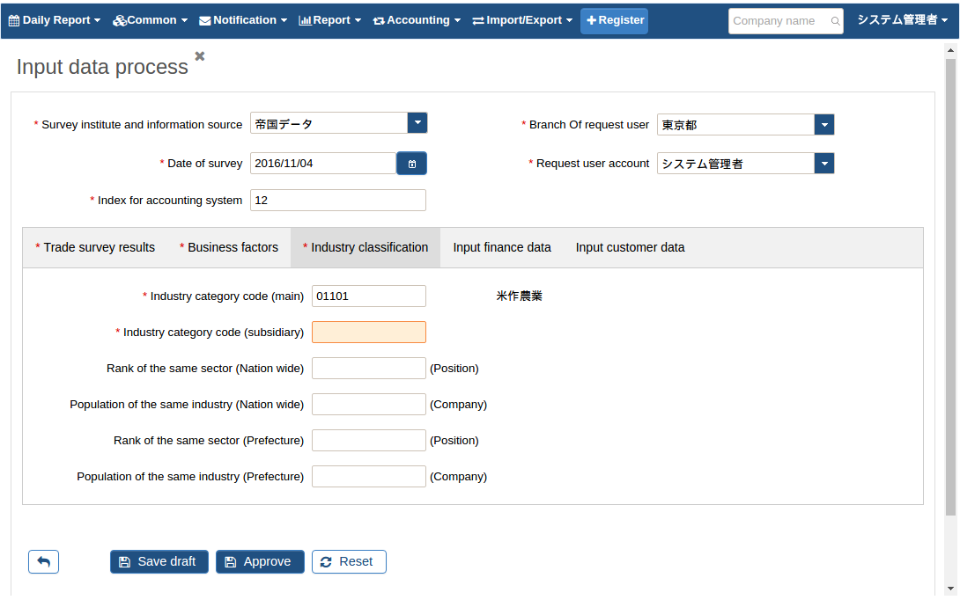 Daily Report Common Notification Report Accounting Import/Export Register Company name システム管理者
Input data process
* Survey institute and information source 帝国データ * Branch Of request user 東京都
* Date of survey 2016/11/04 * Request user account システム管理者
* Index for accounting system 12
* Trade survey results * Business factors * Industry classification Input finance data Input customer data
* Industry category code (main) 01101 米作農業
* Industry category code (subsidiary)
Rank of the same sector (Nation wide) (Position)
Population of the same industry (Nation wide) (Company)
Rank of the same sector (Prefecture) (Position)
Population of the same industry (Prefecture) (Company)
Save draft Approve Reset